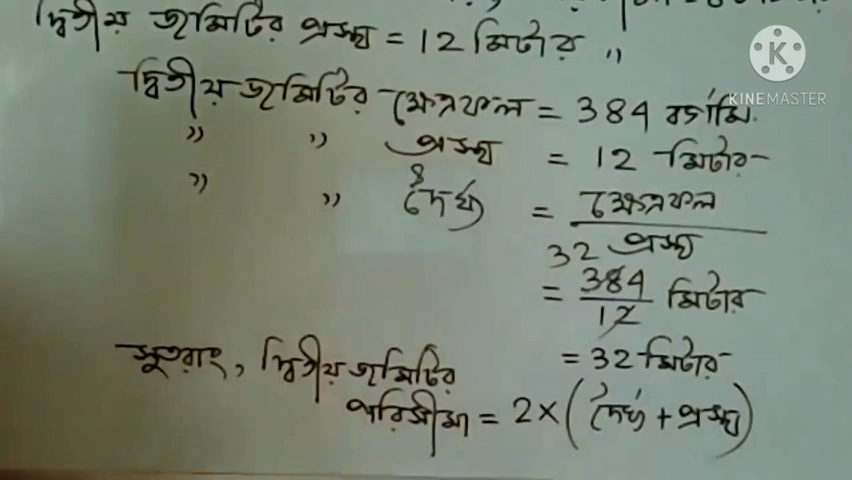 দ্বিতীয় জমিটির প্রস্থ = 12 মিটার "
KINEMASTER
দ্বিতীয় জমিটির ক্ষেত্রফল = 384 বর্গমি.
" " প্রস্থ = 12 মিটার
" " দৈর্ঘ্য = ক্ষেত্রফল
প্রস্থ
32
= 384 মিটার
12
= 32 মিটার
সুতরাং, দ্বিতীয় জমিটির
পরিসীমা = 2 × (দৈর্ঘ্য + প্রস্থ)